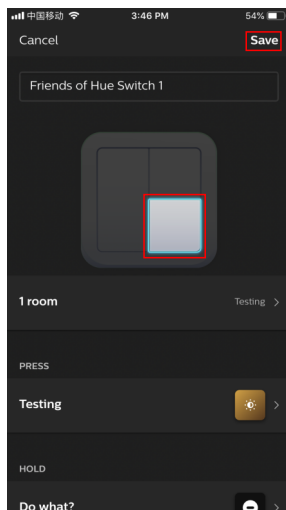 中国移动 3:46 PM 54%
Cancel Save
Friends of Hue Switch 1
1 room Testing
PRESS
Testing
HOLD
Do what?